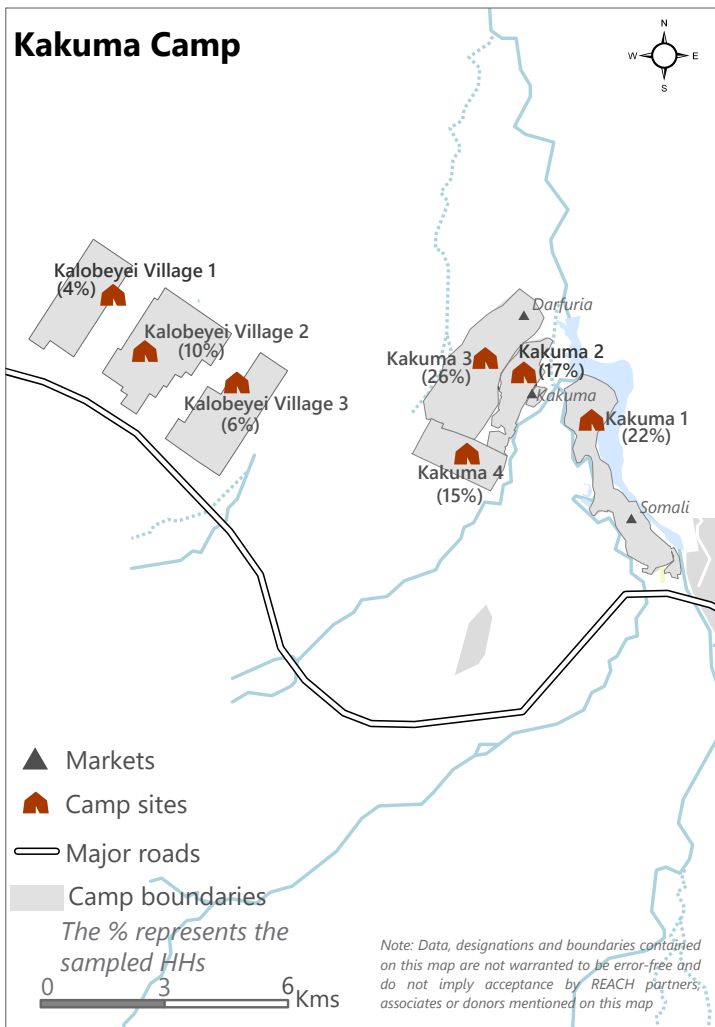 Kakuma Camp
N
W
E
S
Kalobeyei Village 1
(4%)
Kalobeyei Village 2
(10%)
Kalobeyei Village 3
(6%)
Darfuria
Kakuma 3
(26%)
Kakuma 2
(17%)
Kakuma
Kakuma 1
(22%)
Kakuma 4
(15%)
Somali
Markets
Camp sites
Major roads
Camp boundaries
The % represents the
sampled HHs
0 3 6
Kms
Note: Data, designations and boundaries contained
on this map are not warranted to be error-free and
do not imply acceptance by REACH partners,
associates or donors mentioned on this map